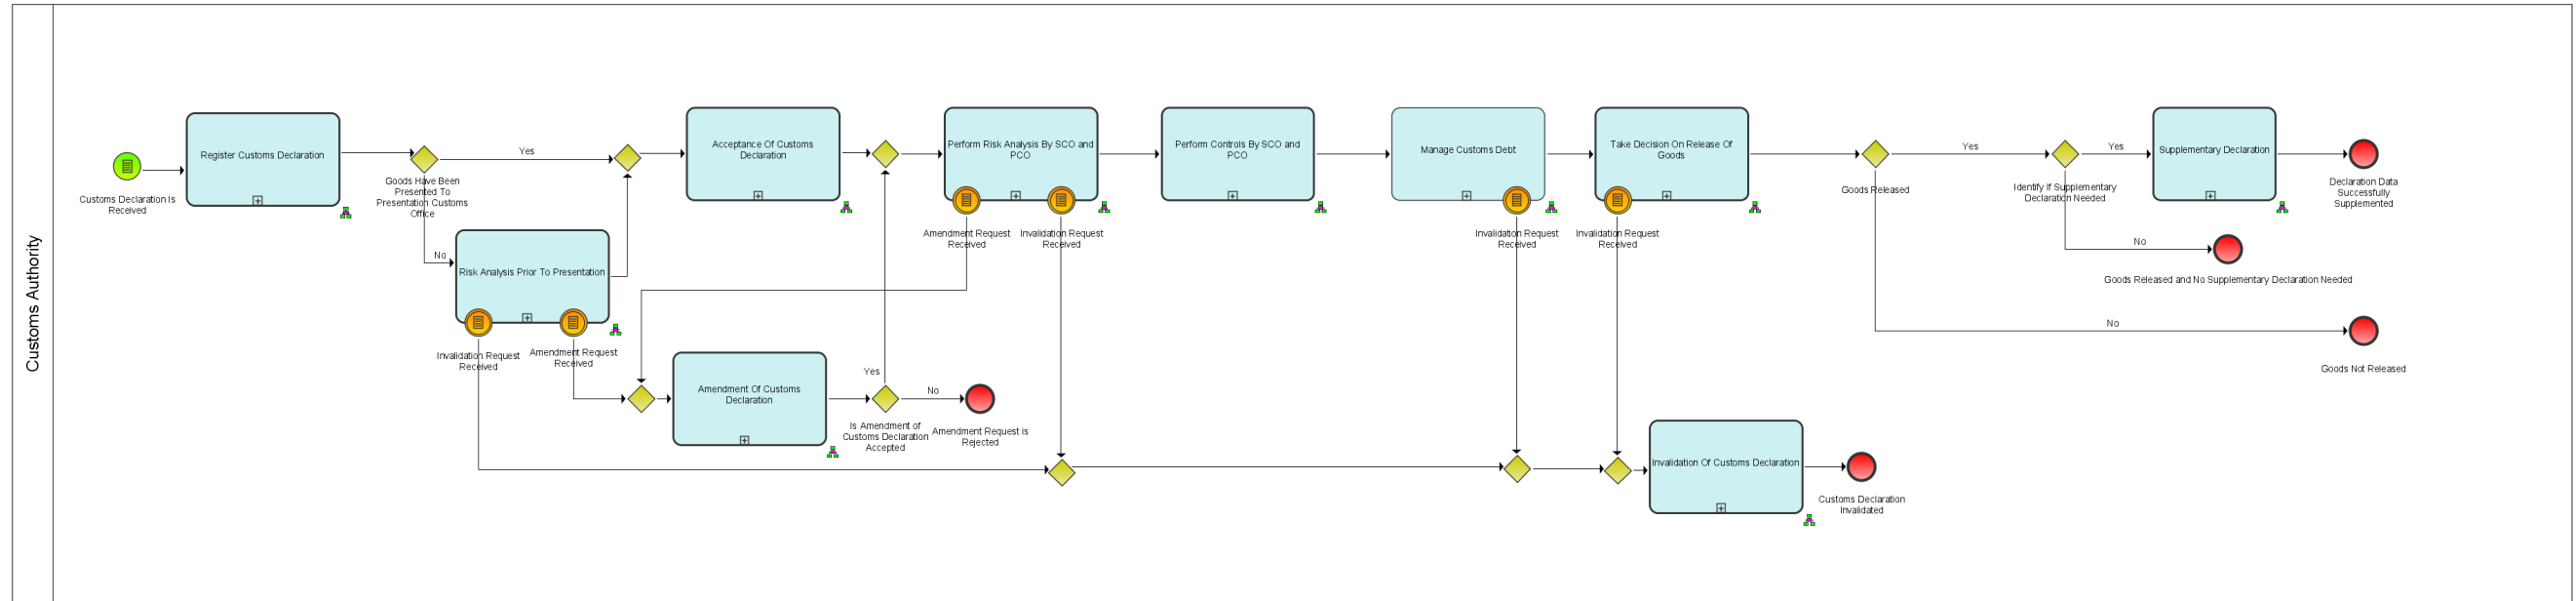 Customs Authority
Customs Declaration Is
Received
Register Customs Declaration
Goods Have Been
Presented To
Presentation Customs
Office
Yes
No
Risk Analysis Prior To Presentation
Invalidation Request
Received
Amendment Request
Received
Acceptance Of Customs
Declaration
Amendment Of Customs
Declaration
Yes
Is Amendment of
Customs Declaration
Accepted
No
Amendment Request is
Rejected
Perform Risk Analysis By SCO and
PCO
Amendment Request
Received
Invalidation Request
Received
Perform Controls By SCO and
PCO
Manage Customs Debt
Invalidation Request
Received
Take Decision On Release Of
Goods
Invalidation Request
Received
Invalidation Of Customs Declaration
Customs Declaration
Invalidated
Goods Released
Yes
Identify If Supplementary
Declaration Needed
Yes
Supplementary Declaration
Declaration Data
Successfully
Supplemented
No
Goods Released and No Supplementary Declaration Needed
No
Goods Not Released